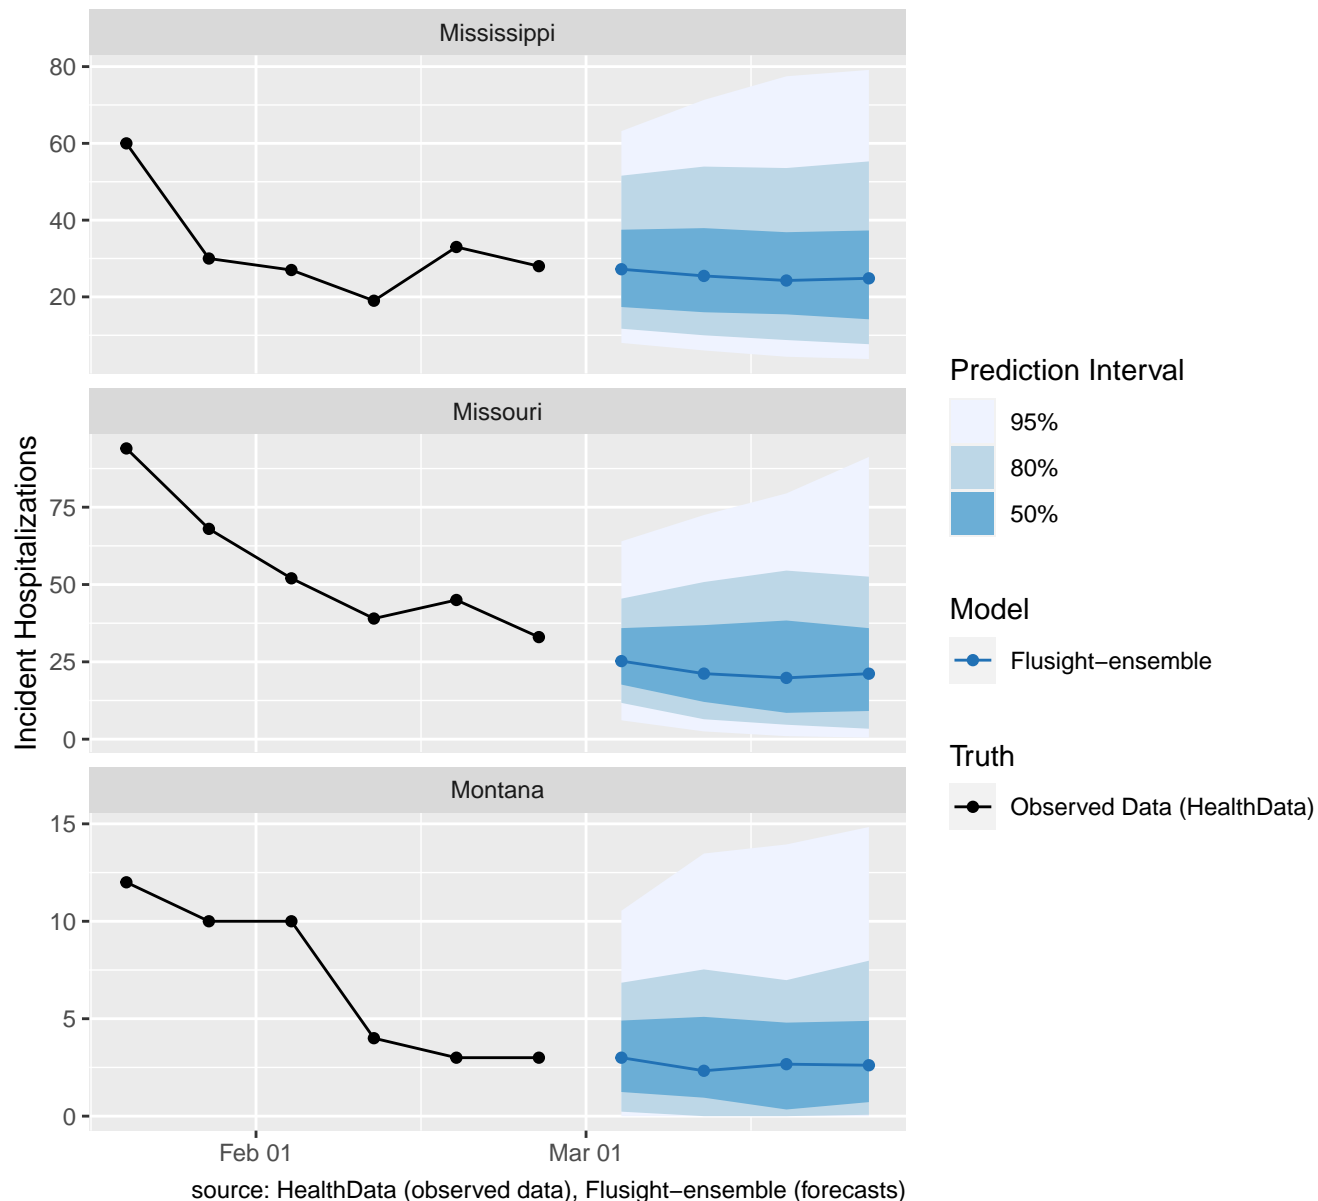 Mississippi
80
60
40
20
Missouri
75
50
25
0
Montana
15
10
5
0
Feb 01
Mar 01
Incident Hospitalizations
source: HealthData (observed data), Flusight−ensemble (forecasts)
Prediction Interval
95%
80%
50%
Model
Flusight−ensemble
Truth
Observed Data (HealthData)